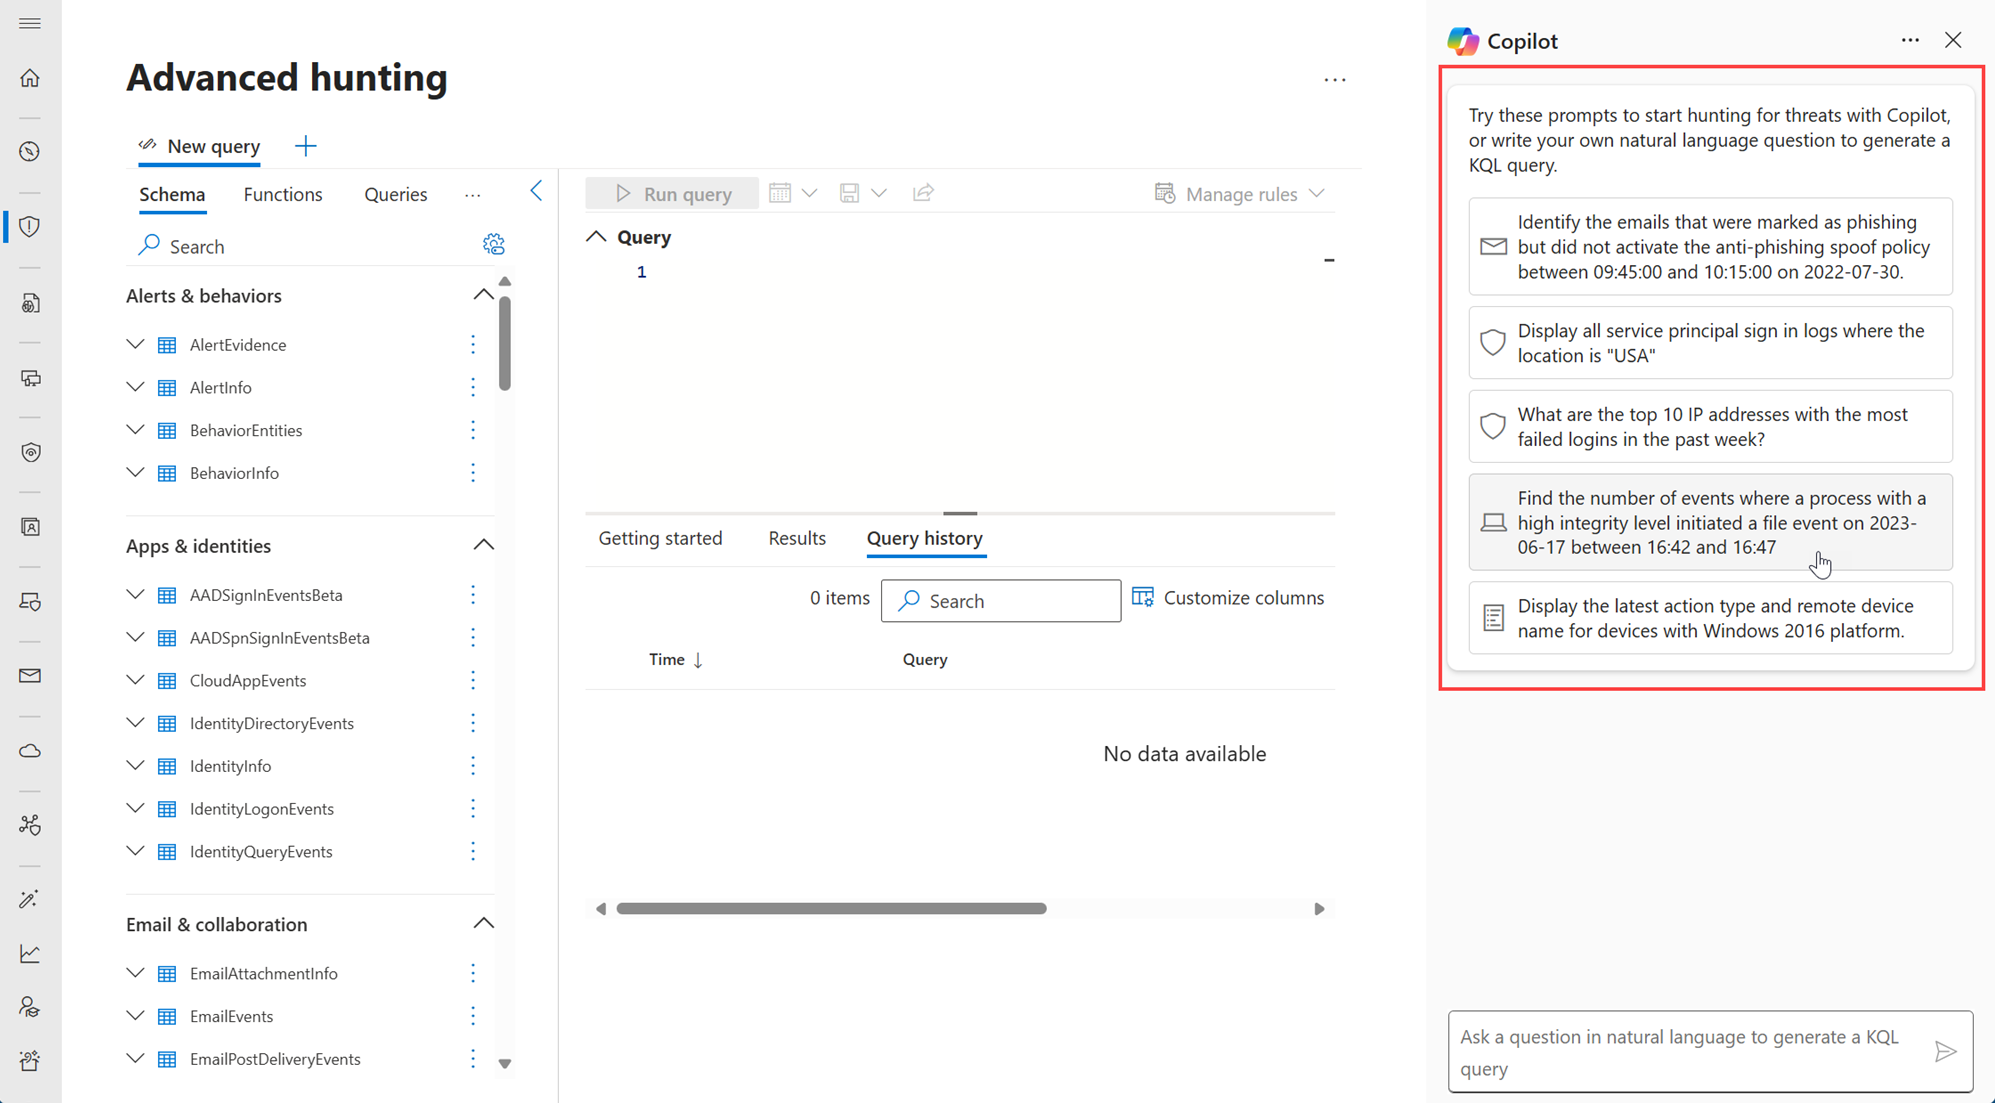 Advanced hunting
New query
Schema
Functions
Queries
Search
Alerts & behaviors
AlertEvidence
AlertInfo
BehaviorEntities
BehaviorInfo
Apps & identities
AADSignInEventsBeta
AADSpnSignInEventsBeta
CloudAppEvents
IdentityDirectoryEvents
IdentityInfo
IdentityLogonEvents
IdentityQueryEvents
Email & collaboration
EmailAttachmentInfo
EmailEvents
EmailPostDeliveryEvents
Run query
Manage rules
Query
1
Getting started
Results
Query history
0 items
Search
Customize columns
Time
Query
No data available
Copilot
Try these prompts to start hunting for threats with Copilot,
or write your own natural language question to generate a
KQL query.
Identify the emails that were marked as phishing
but did not activate the anti-phishing spoof policy
between 09:45:00 and 10:15:00 on 2022-07-30.
Display all service principal sign in logs where the
location is "USA"
What are the top 10 IP addresses with the most
failed logins in the past week?
Find the number of events where a process with a
high integrity level initiated a file event on 2023-
06-17 between 16:42 and 16:47
Display the latest action type and remote device
name for devices with Windows 2016 platform.
Ask a question in natural language to generate a KQL
query